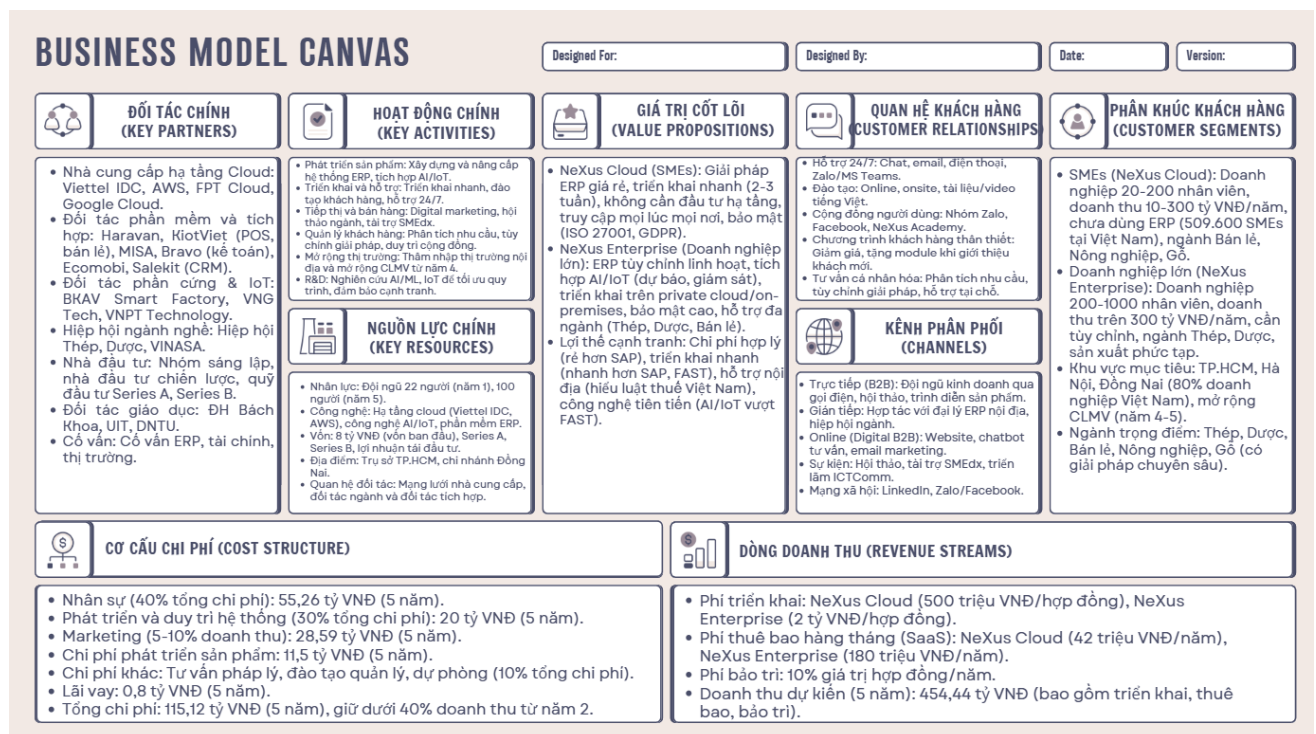 BUSINESS MODEL CANVAS
Designed For:
Designed By:
Date:
Version:
ĐỐI TÁC CHÍNH
(KEY PARTNERS)
• Nhà cung cấp hạ tầng Cloud:
Viettel IDC, AWS, FPT Cloud,
Google Cloud.
• Đối tác phần mềm và tích
hợp: Haravan, KiotViet (POS,
bán lẻ), MISA, Bravo (kế toán),
Ecomobi, Salekit (CRM).
• Đối tác phần cứng & IoT:
BKAV Smart Factory, VNG
Tech, VNPT Technology.
• Hiệp hội ngành nghề: Hiệp hội
Thép, Dược, VINASA.
• Nhà đầu tư: Nhóm sáng lập,
nhà đầu tư chiến lược, quỹ
đầu tư Series A, Series B.
• Đối tác giáo dục: ĐH Bách
Khoa, UIT, DNTU.
• Cố vấn: Cố vấn ERP, tài chính,
thị trường.
HOẠT ĐỘNG CHÍNH
(KEY ACTIVITIES)
• Phát triển sản phẩm: Xây dựng và nâng cấp
hệ thống ERP, tích hợp AI/IoT.
• Triển khai và hỗ trợ: Triển khai nhanh, đào
tạo khách hàng, hỗ trợ 24/7.
• Tiếp thị và bán hàng: Digital marketing, hội
thảo ngành, tài trợ SMEdx.
• Quản lý khách hàng: Phân tích nhu cầu, tùy
chỉnh giải pháp, duy trì cộng đồng.
• Mở rộng thị trường: Thâm nhập thị trường nội
địa và mở rộng CLMV từ năm 4.
• R&D: Nghiên cứu AI/ML, IoT để tối ưu quy
trình, đảm bảo cạnh tranh.
NGUỒN LỰC CHÍNH
(KEY RESOURCES)
• Nhân lực: Đội ngũ 22 người (năm 1), 100
người (năm 5).
• Công nghệ: Hạ tầng cloud (Viettel IDC,
AWS), công nghệ AI/IoT, phần mềm ERP.
• Vốn: 8 tỷ VNĐ (vốn ban đầu), Series A,
Series B, lợi nhuận tái đầu tư.
• Địa điểm: Trụ sở TP.HCM, chi nhánh Đồng
Nai.
• Quan hệ đối tác: Mạng lưới nhà cung cấp,
đối tác ngành và đối tác tích hợp.
GIÁ TRỊ CỐT LÕI
(VALUE PROPOSITIONS)
• NeXus Cloud (SMEs): Giải pháp
ERP giá rẻ, triển khai nhanh (2-3
tuần), không cần đầu tư hạ tầng,
truy cập mọi lúc mọi nơi, bảo mật
(ISO 27001, GDPR).
• NeXus Enterprise (Doanh nghiệp
lớn): ERP tùy chỉnh linh hoạt, tích
hợp AI/IoT (dự báo, giám sát),
triển khai trên private cloud/on-
premises, bảo mật cao, hỗ trợ đa
ngành (Thép, Dược, Bán lẻ).
• Lợi thế cạnh tranh: Chi phí hợp lý
(rẻ hơn SAP), triển khai nhanh
(nhanh hơn SAP, FAST), hỗ trợ nội
địa (hiểu luật thuế Việt Nam),
công nghệ tiên tiến (AI/IoT vượt
FAST).
QUAN HỆ KHÁCH HÀNG
(CUSTOMER RELATIONSHIPS)
• Hỗ trợ 24/7: Chat, email, điện thoại,
Zalo/MS Teams.
• Đào tạo: Online, onsite, tài liệu/video
tiếng Việt.
• Cộng đồng người dùng: Nhóm Zalo,
Facebook, NeXus Academy.
• Chương trình khách hàng thân thiết:
Giảm giá, tặng module khi giới thiệu
khách mới.
• Tư vấn cá nhân hóa: Phân tích nhu cầu,
tùy chỉnh giải pháp, hỗ trợ tại chỗ.
KÊNH PHÂN PHỐI
(CHANNELS)
• Trực tiếp (B2B): Đội ngũ kinh doanh qua
gọi điện, hội thảo, trình diễn sản phẩm.
• Gián tiếp: Hợp tác với đại lý ERP nội địa,
hiệp hội ngành.
• Online (Digital B2B): Website, chatbot
tư vấn, email marketing.
• Sự kiện: Hội thảo, tài trợ SMEdx, triển
lãm ICTComm.
• Mạng xã hội: LinkedIn, Zalo/Facebook.
PHÂN KHÚC KHÁCH HÀNG
(CUSTOMER SEGMENTS)
• SMEs (NeXus Cloud): Doanh
nghiệp 20-200 nhân viên,
doanh thu 10-300 tỷ VNĐ/năm,
chưa dùng ERP (509.600 SMEs
tại Việt Nam), ngành Bán lẻ,
Nông nghiệp, Gỗ.
• Doanh nghiệp lớn (NeXus
Enterprise): Doanh nghiệp
200-1000 nhân viên, doanh
thu trên 300 tỷ VNĐ/năm, cần
tùy chỉnh, ngành Thép, Dược,
sản xuất phức tạp.
• Khu vực mục tiêu: TP.HCM, Hà
Nội, Đồng Nai (80% doanh
nghiệp Việt Nam), mở rộng
CLMV (năm 4-5).
• Ngành trọng điểm: Thép, Dược,
Bán lẻ, Nông nghiệp, Gỗ (có
giải pháp chuyên sâu).
CƠ CẤU CHI PHÍ (COST STRUCTURE)
• Nhân sự (40% tổng chi phí): 55,26 tỷ VNĐ (5 năm).
• Phát triển và duy trì hệ thống (30% tổng chi phí): 20 tỷ VNĐ (5 năm).
• Marketing (5-10% doanh thu): 28,59 tỷ VNĐ (5 năm).
• Chi phí phát triển sản phẩm: 11,5 tỷ VNĐ (5 năm).
• Chi phí khác: Tư vấn pháp lý, đào tạo quản lý, dự phòng (10% tổng chi phí).
• Lãi vay: 0,8 tỷ VNĐ (5 năm).
• Tổng chi phí: 115,12 tỷ VNĐ (5 năm), giữ dưới 40% doanh thu từ năm 2.
DÒNG DOANH THU (REVENUE STREAMS)
• Phí triển khai: NeXus Cloud (500 triệu VNĐ/hợp đồng), NeXus
Enterprise (2 tỷ VNĐ/hợp đồng).
• Phí thuê bao hàng tháng (SaaS): NeXus Cloud (42 triệu VNĐ/năm),
NeXus Enterprise (180 triệu VNĐ/năm).
• Phí bảo trì: 10% giá trị hợp đồng/năm.
• Doanh thu dự kiến (5 năm): 454,44 tỷ VNĐ (bao gồm triển khai, thuê
bao, bảo trì).